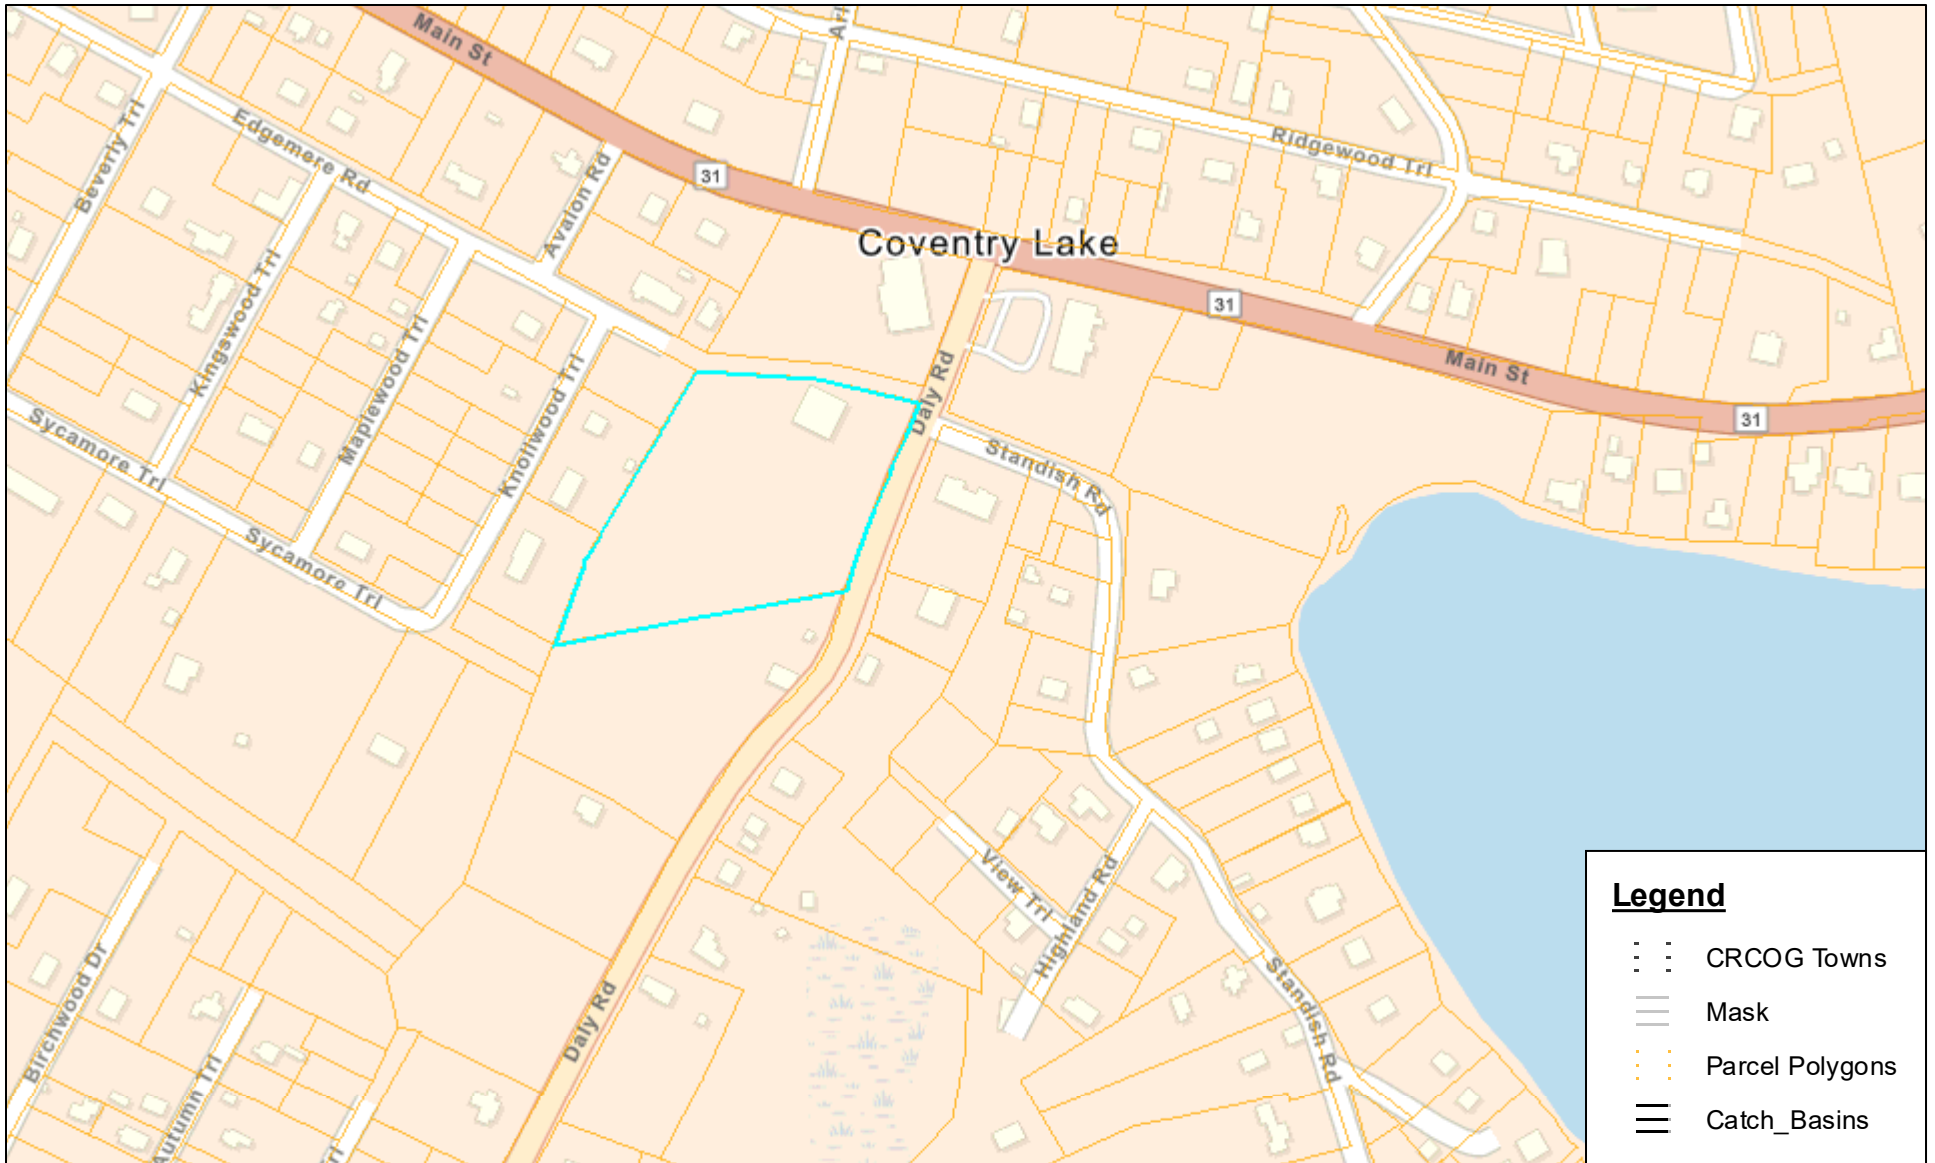 Main St
Arl
Beverly Trl
Edgemere Rd
Ridgewood Trl
31
Avalon Rd
Coventry Lake
Kingswood Trl
31
Maplewood Trl
Knollwood Trl
Daly Rd
Main St
31
Sycamore Trl
Standish Rd
Sycamore Trl
View Trl
Highland Rd
Birchwood Dr
Daly Rd
Standish Rd
Autumn Trl
Trl
Legend
CRCOG Towns
Mask
Parcel Polygons
Catch_Basins